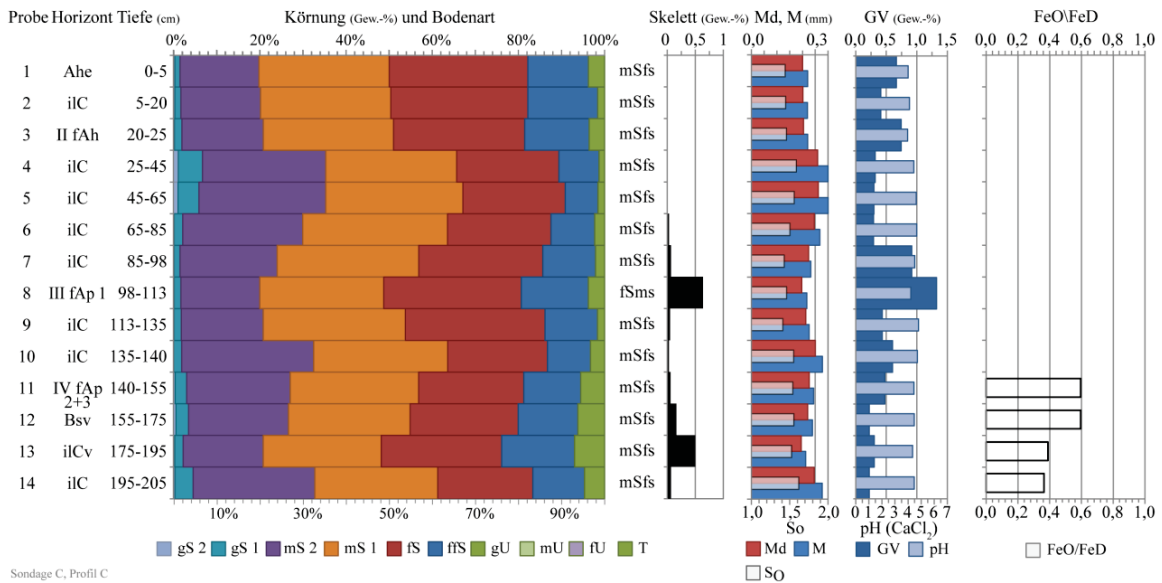 Probe Horizont Tiefe (cm) Körnung (Gew.-%) und Bodenart Skelett (Gew.-%) Md, M (mm) GV (Gew.-%) FeO\FeD
0% 20% 40% 60% 80% 100% 0 0,5 1 0,0 0,3 0,0 0,5 1,0 1,5 0,0 0,2 0,4 0,6 0,8 1,0
1 Ahe 0-5 mSfs
2 ilC 5-20 mSfs
3 II fAh 20-25 mSfs
4 ilC 25-45 mSfs
5 ilC 45-65 mSfs
6 ilC 65-85 mSfs
7 ilC 85-98 mSfs
8 III fAp 1 98-113 fSms
9 ilC 113-135 mSfs
10 ilC 135-140 mSfs
11 IV fAp 140-155 mSfs
2+3
12 Bsv 155-175 mSfs
13 ilCv 175-195 mSfs
14 ilC 195-205 mSfs
10% 30% 50% 70% 90% 1,0 1,5 2,0 0 1 2 3 4 5 6 7 0,0 0,2 0,4 0,6 0,8 1,0
So pH (CaCl2)
gS 2 gS 1 mS 2 mS 1 fS ffS gU mU fU T Md M GV pH FeO/FeD
SO
Sondage C, Profil C